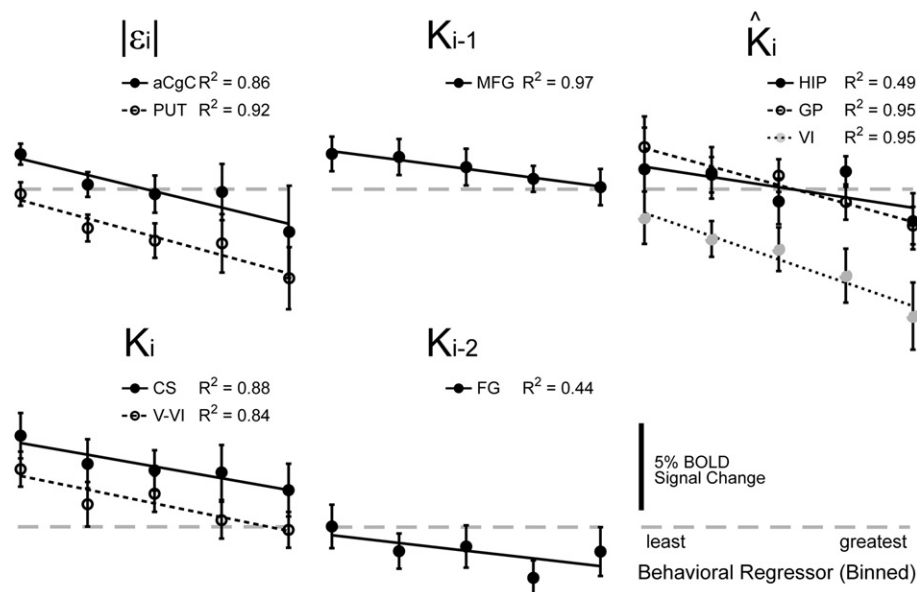 |εi|
aCgC R² = 0.86
PUT R² = 0.92
Ki-1
MFG R² = 0.97
K̂i
HIP R² = 0.49
GP R² = 0.95
VI R² = 0.95
Ki
CS R² = 0.88
V-VI R² = 0.84
Ki-2
FG R² = 0.44
5% BOLD
Signal Change
least greatest
Behavioral Regressor (Binned)